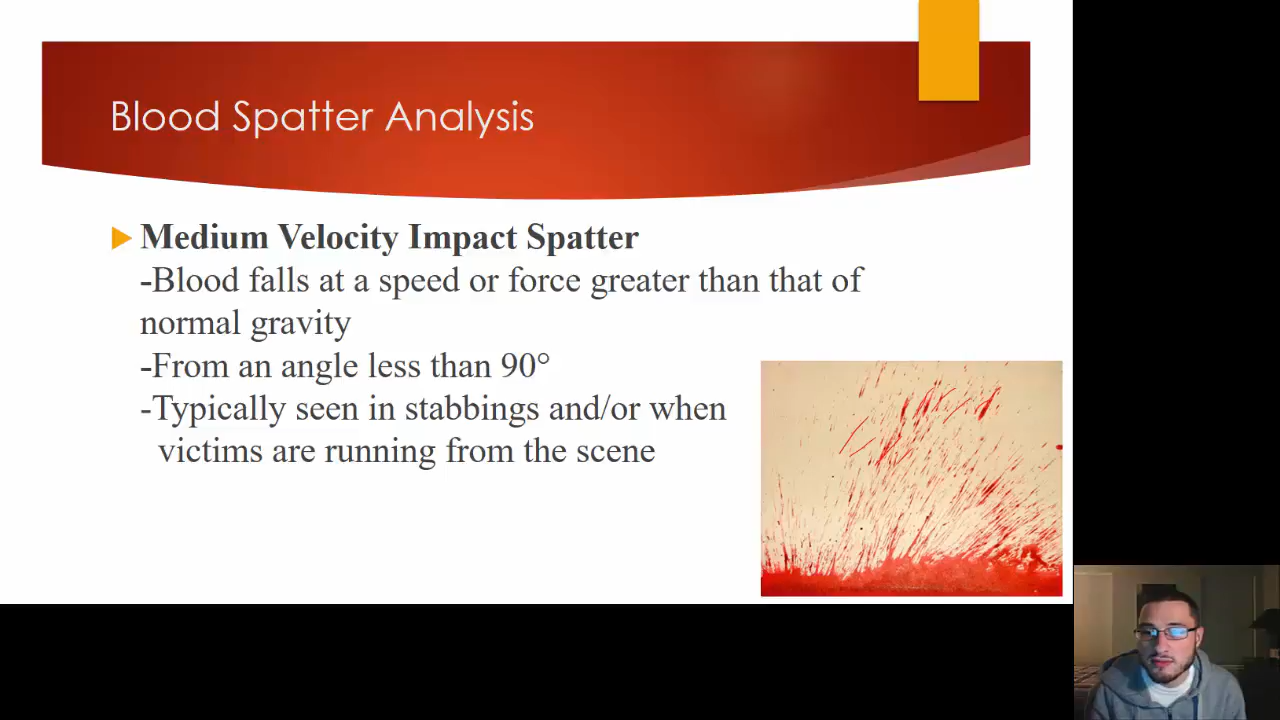 Blood Spatter Analysis
Medium Velocity Impact Spatter
-Blood falls at a speed or force greater than that of
normal gravity
-From an angle less than 90°
-Typically seen in stabbings and/or when
victims are running from the scene